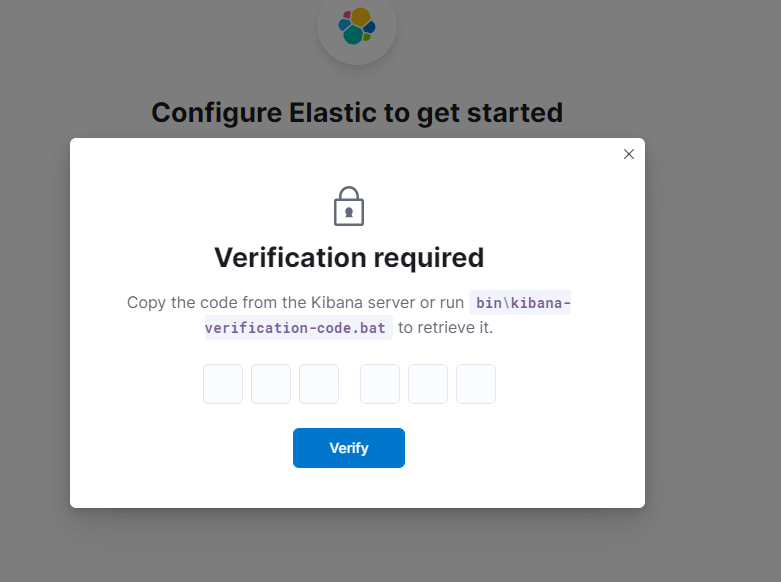 Configure Elastic to get started
Verification required
Copy the code from the Kibana server or run bin\kibana-
verification-code.bat to retrieve it.
Verify